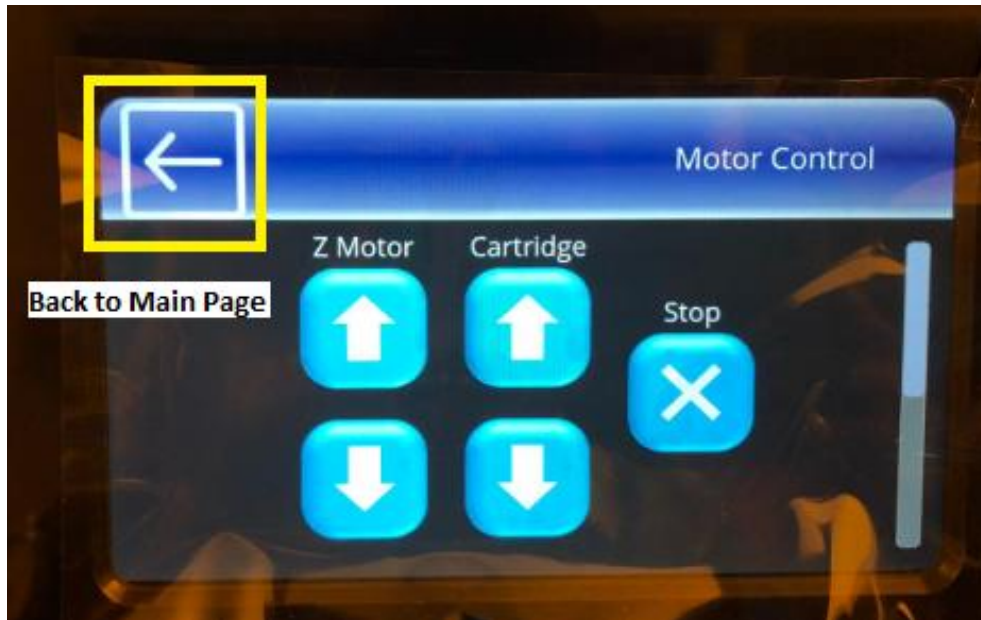 Motor Control
Z Motor Cartridge
Back to Main Page
Stop